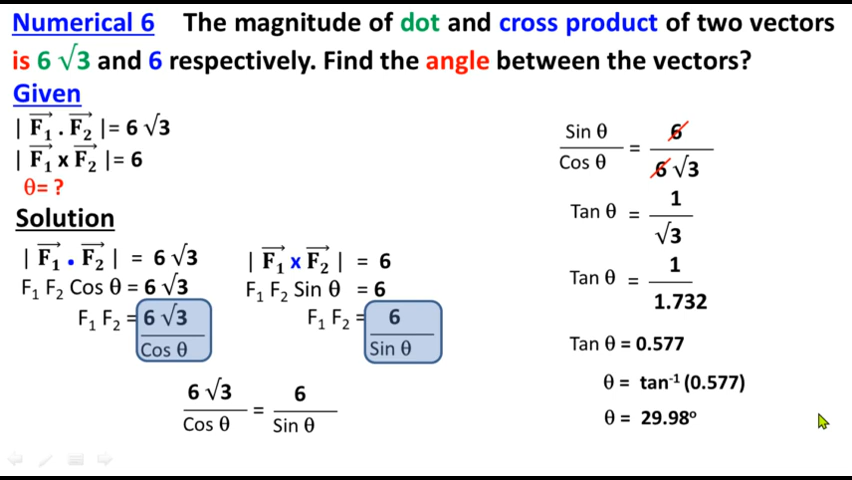 Numerical 6 The magnitude of dot and cross product of two vectors
is 6 √3 and 6 respectively. Find the angle between the vectors?
Given
| F₁ . F₂ |= 6 √3
| F₁ x F₂ |= 6
θ= ?
Solution
| F₁ . F₂ | = 6 √3
F₁ F₂ Cos θ = 6 √3
F₁ F₂ = 6 √3
Cos θ
| F₁ x F₂ | = 6
F₁ F₂ Sin θ = 6
F₁ F₂ = 6
Sin θ
6 √3 = 6
Cos θ Sin θ
Sin θ = 6
Cos θ 6 √3
Tan θ = 1
√3
Tan θ = 1
1.732
Tan θ = 0.577
θ = tan⁻¹ (0.577)
θ = 29.98º